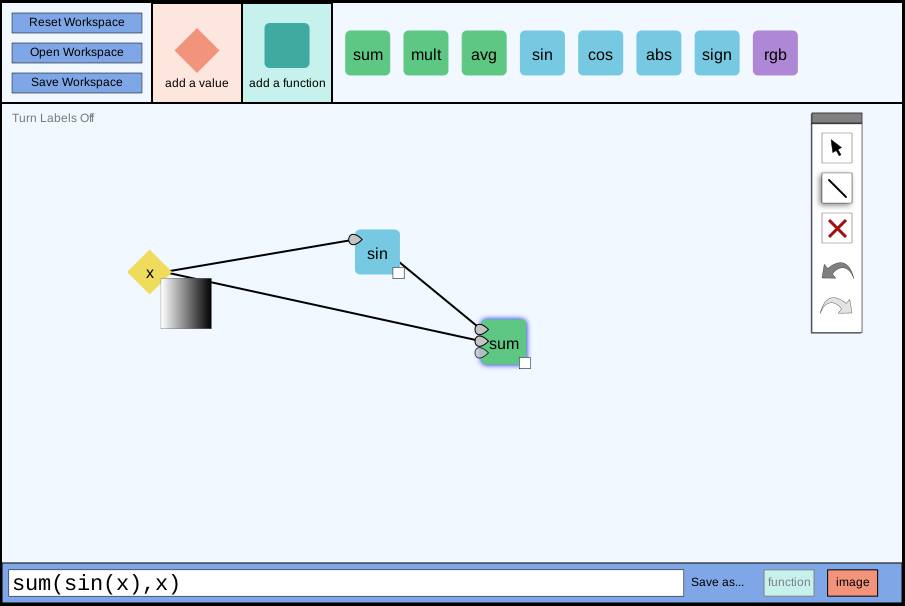 Reset Workspace
Open Workspace
Save Workspace
add a value
add a function
sum mult avg sin cos abs sign rgb
Turn Labels Off
x
sin
sum
sum(sin(x),x)
Save as...
function
image